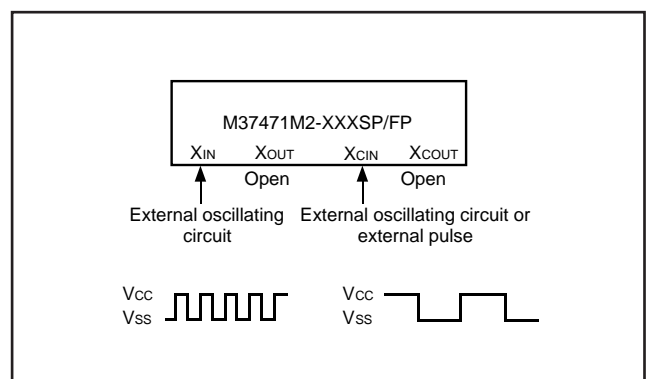 M37471M2-XXXSP/FP
XIN XOUT XCIN XCOUT
Open Open
External oscillating circuit
External oscillating circuit or external pulse
VCC
VSS
VCC
VSS